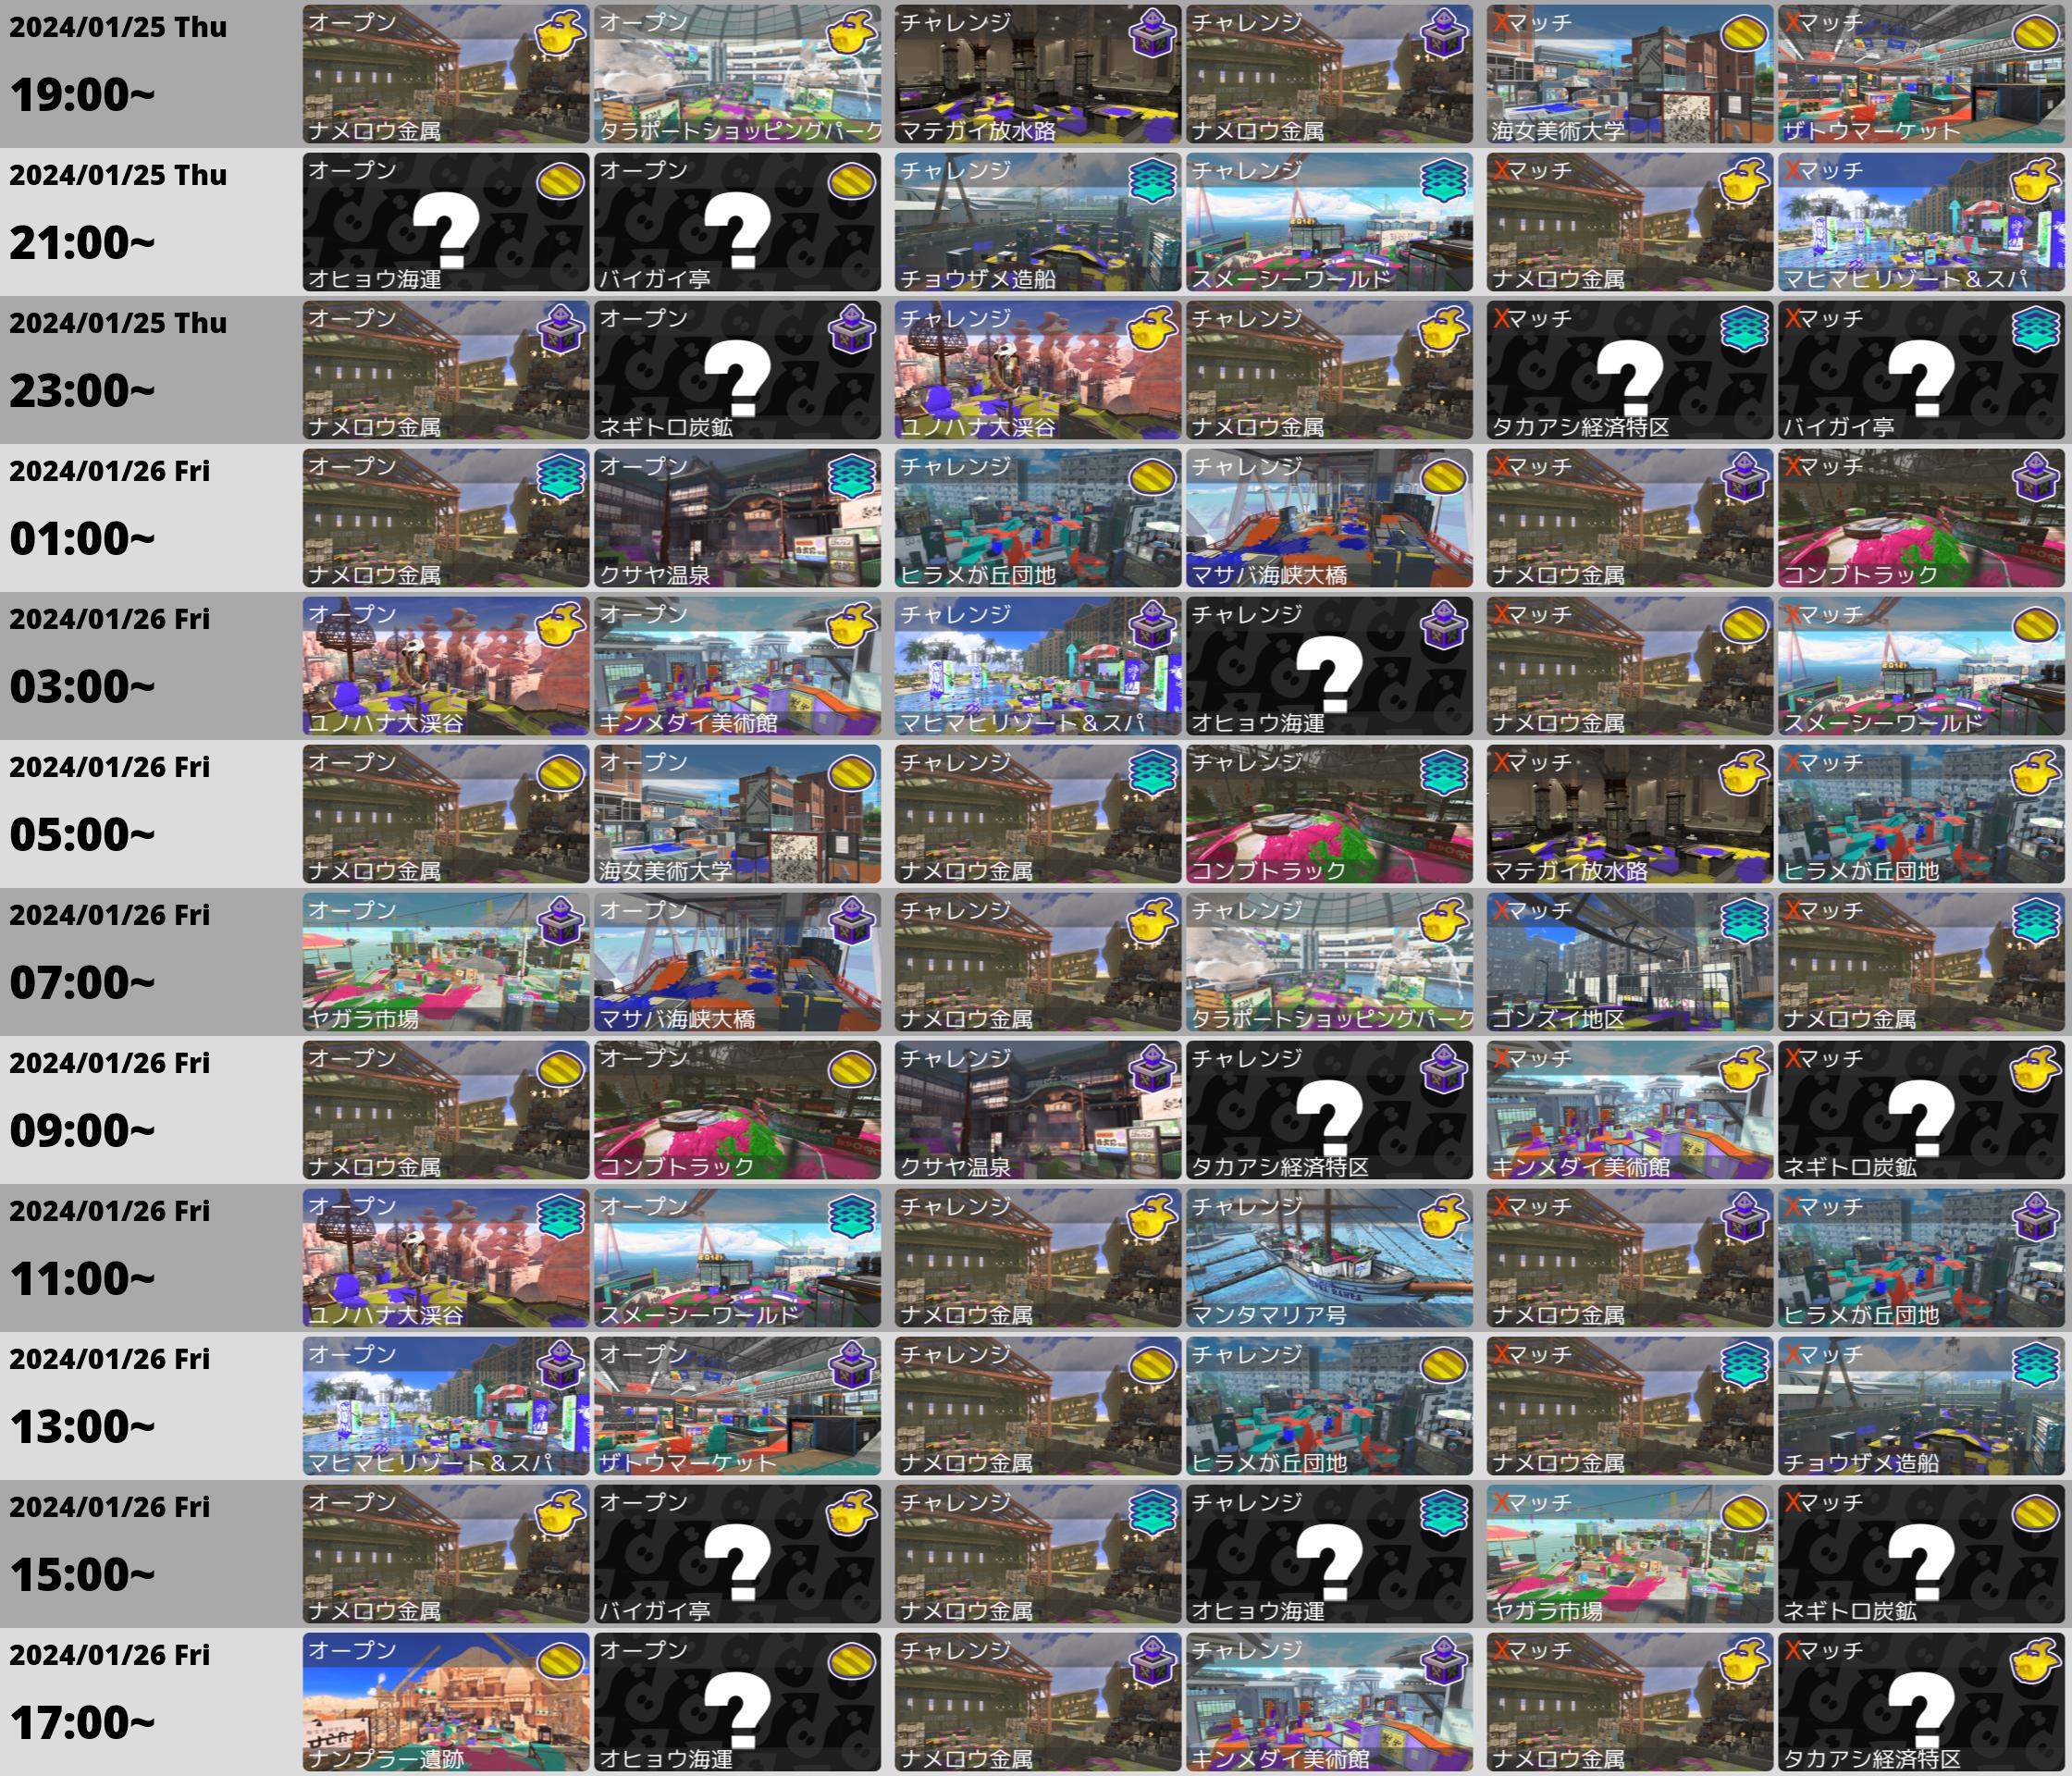 2024/01/25 Thu
19:00~
オープン
ナメロウ金属
オープン
タラポートショッピングパーク
チャレンジ
マテガイ放水路
チャレンジ
ナメロウ金属
Xマッチ
海女美術大学
Xマッチ
ザトウマーケット
2024/01/25 Thu
21:00~
オープン
オヒョウ海運
オープン
バイガイ亭
チャレンジ
チョウザメ造船
チャレンジ
スメーシーワールド
Xマッチ
ナメロウ金属
Xマッチ
マヒマヒリゾート&スパ
2024/01/25 Thu
23:00~
オープン
ナメロウ金属
オープン
ネギトロ炭鉱
チャレンジ
ユノハナ大渓谷
チャレンジ
ナメロウ金属
Xマッチ
タカアシ経済特区
Xマッチ
バイガイ亭
2024/01/26 Fri
01:00~
オープン
ナメロウ金属
オープン
クサヤ温泉
チャレンジ
ヒラメが丘団地
チャレンジ
マサバ海峡大橋
Xマッチ
ナメロウ金属
Xマッチ
コンブトラック
2024/01/26 Fri
03:00~
オープン
ユノハナ大渓谷
オープン
キンメダイ美術館
チャレンジ
マヒマヒリゾート&スパ
チャレンジ
オヒョウ海運
Xマッチ
ナメロウ金属
Xマッチ
スメーシーワールド
2024/01/26 Fri
05:00~
オープン
ナメロウ金属
オープン
海女美術大学
チャレンジ
ナメロウ金属
チャレンジ
コンブトラック
Xマッチ
マテガイ放水路
Xマッチ
ヒラメが丘団地
2024/01/26 Fri
07:00~
オープン
ヤガラ市場
オープン
マサバ海峡大橋
チャレンジ
ナメロウ金属
チャレンジ
タラポートショッピングパーク
Xマッチ
ゴンズイ地区
Xマッチ
ナメロウ金属
2024/01/26 Fri
09:00~
オープン
ナメロウ金属
オープン
コンブトラック
チャレンジ
クサヤ温泉
チャレンジ
タカアシ経済特区
Xマッチ
キンメダイ美術館
Xマッチ
ネギトロ炭鉱
2024/01/26 Fri
11:00~
オープン
ユノハナ大渓谷
オープン
スメーシーワールド
チャレンジ
ナメロウ金属
チャレンジ
マンタマリア号
Xマッチ
ナメロウ金属
Xマッチ
ヒラメが丘団地
2024/01/26 Fri
13:00~
オープン
マヒマヒリゾート&スパ
オープン
ザトウマーケット
チャレンジ
ナメロウ金属
チャレンジ
ヒラメが丘団地
Xマッチ
ナメロウ金属
Xマッチ
チョウザメ造船
2024/01/26 Fri
15:00~
オープン
ナメロウ金属
オープン
バイガイ亭
チャレンジ
ナメロウ金属
チャレンジ
オヒョウ海運
Xマッチ
ヤガラ市場
Xマッチ
ネギトロ炭鉱
2024/01/26 Fri
17:00~
オープン
ナンプラー遺跡
オープン
オヒョウ海運
チャレンジ
ナメロウ金属
チャレンジ
キンメダイ美術館
Xマッチ
ナメロウ金属
Xマッチ
タカアシ経済特区